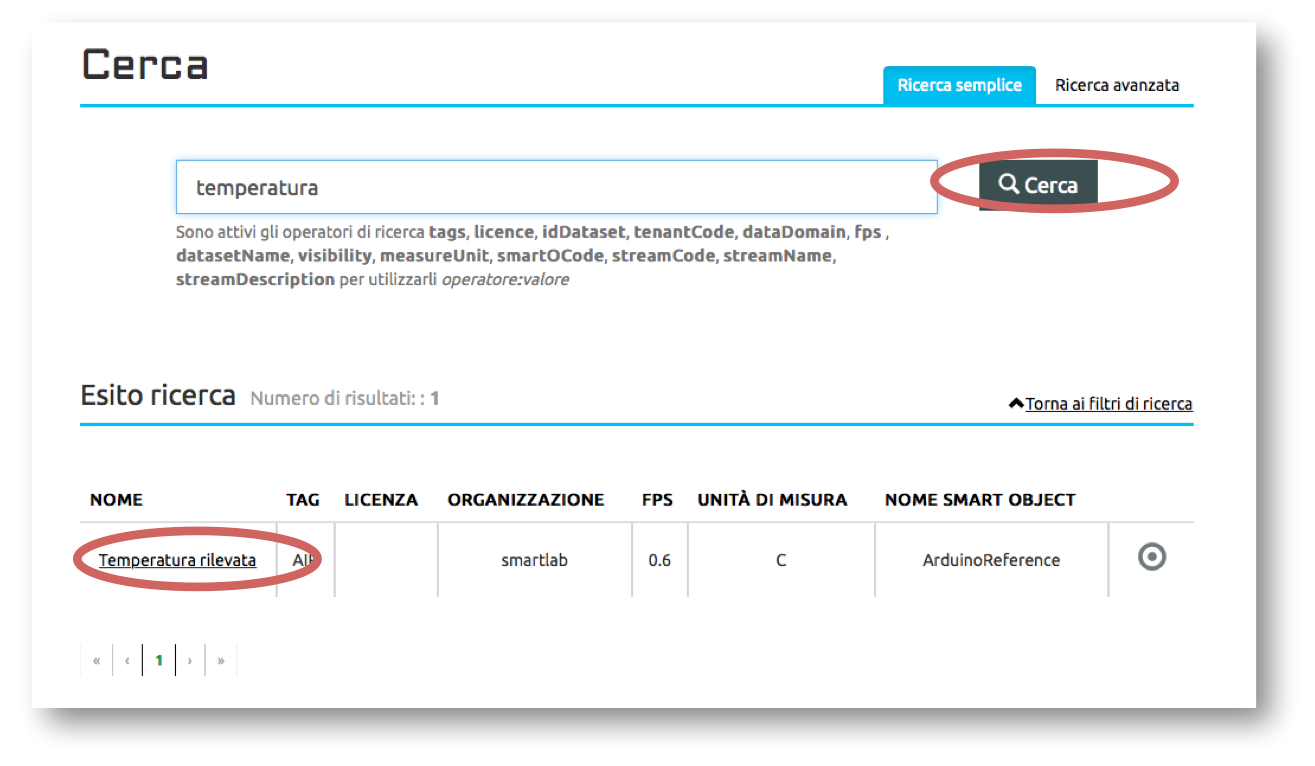 Cerca
Ricerca semplice Ricerca avanzata
temperatura
Cerca
Sono attivi gli operatori di ricerca tags, licence, idDataset, tenantCode, dataDomain, fps ,
datasetName, visibility, measureUnit, smartOCode, streamCode, streamName,
streamDescription per utilizzarli operatore:valore
Esito ricerca Numero di risultati: : 1
Torna ai filtri di ricerca
NOME TAG LICENZA ORGANIZZAZIONE FPS UNITÀ DI MISURA NOME SMART OBJECT
Temperatura rilevata smartlab 0.6 C ArduinoReference
« ‹ 1 › »